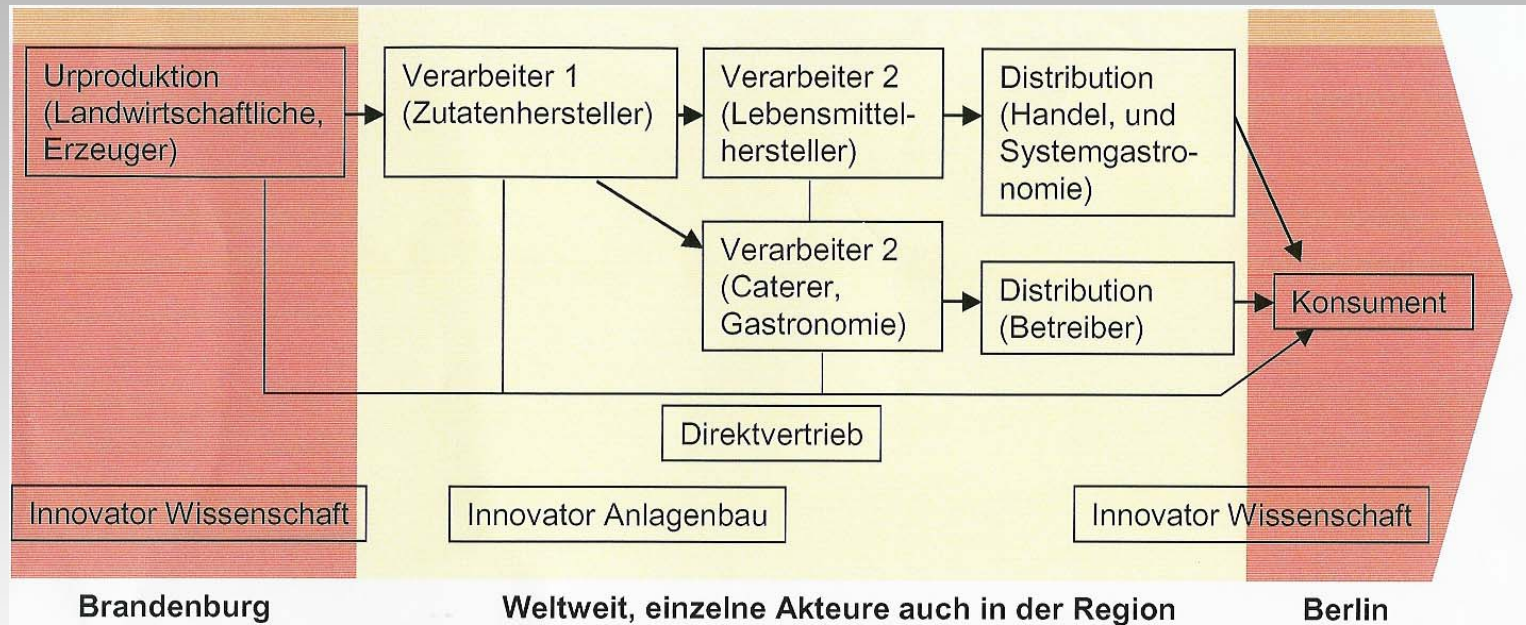 Urproduktion
(Landwirtschaftliche,
Erzeuger)
Verarbeiter 1
(Zutatenhersteller)
Verarbeiter 2
(Lebensmittel-
hersteller)
Distribution
(Handel, und
Systemgastro-
nomie)
Verarbeiter 2
(Caterer,
Gastronomie)
Distribution
(Betreiber)
Konsument
Direktvertrieb
Innovator Wissenschaft
Innovator Anlagenbau
Innovator Wissenschaft
Brandenburg
Weltweit, einzelne Akteure auch in der Region
Berlin